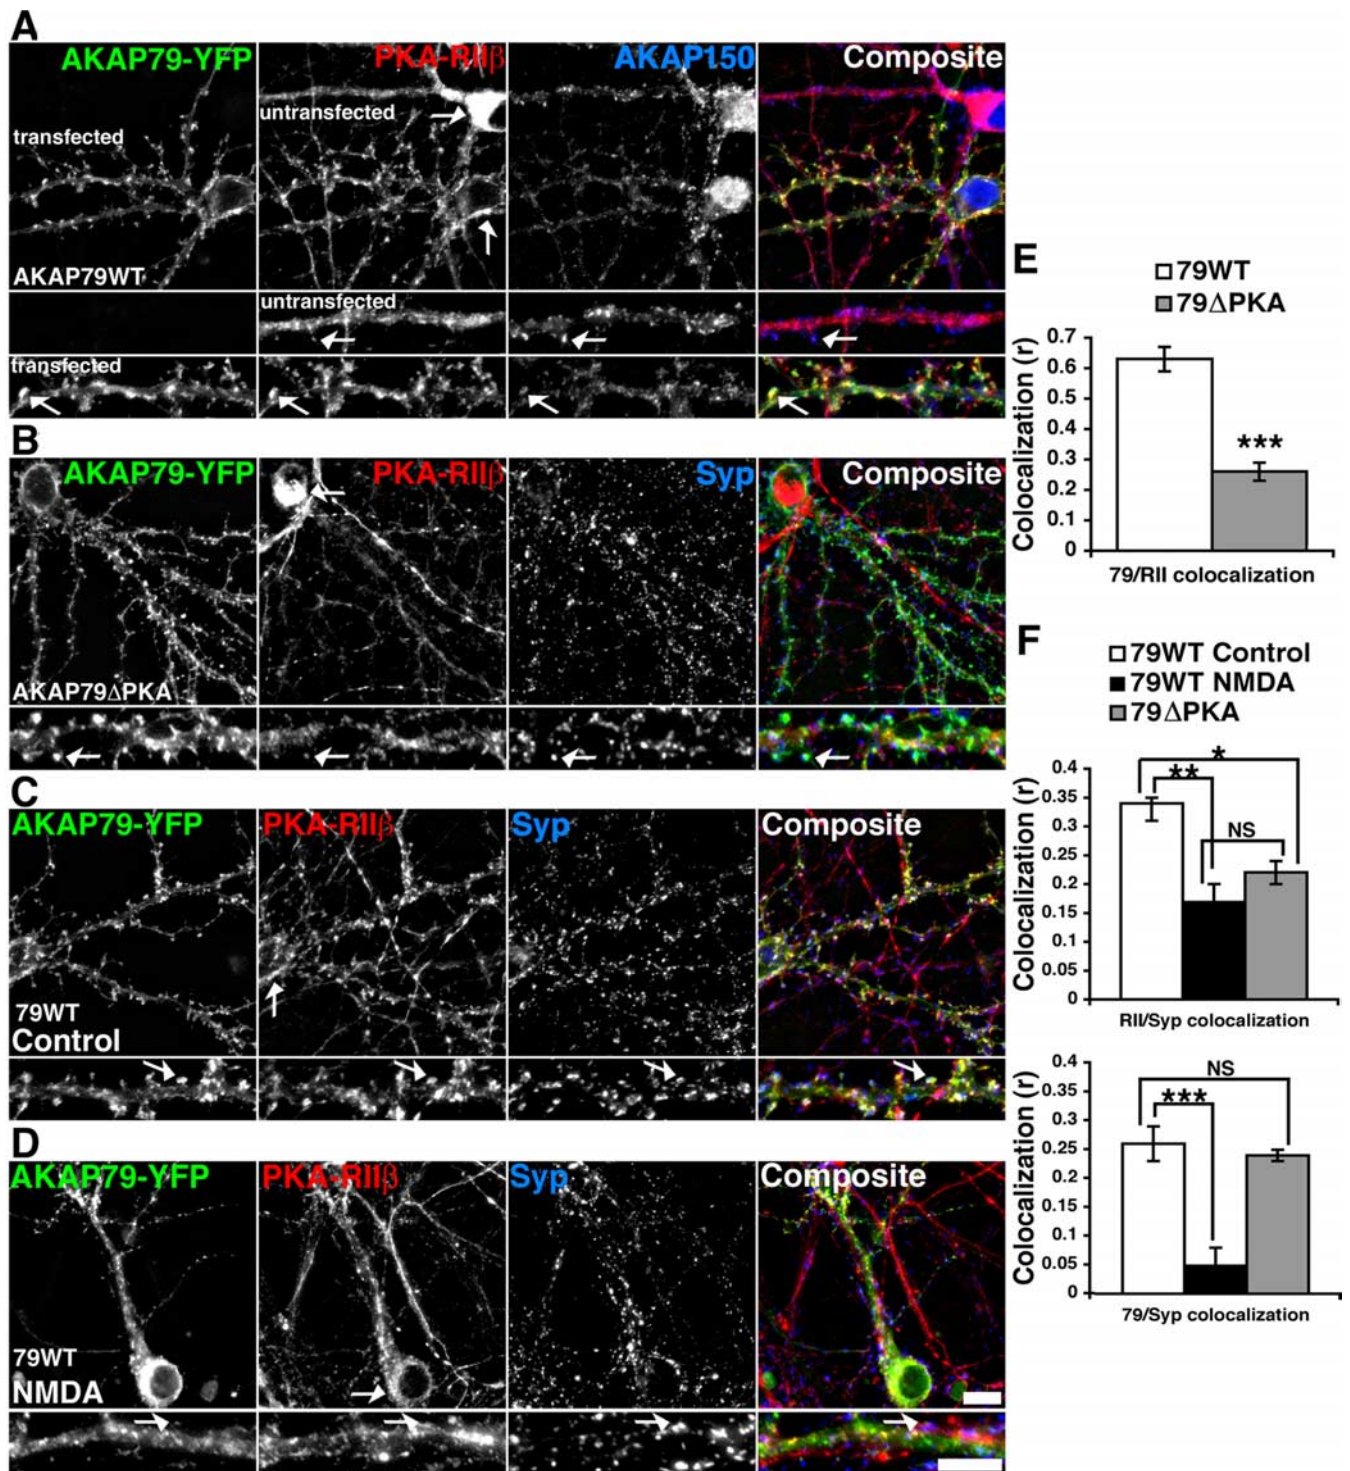 A
AKAP79-YFP PKA-RIIβ AKAP150 Composite
transfected
untransfected
AKAP79WT
untransfected
transfected
B
AKAP79-YFP PKA-RIIβ Syp Composite
AKAP79ΔPKA
C
AKAP79-YFP PKA-RIIβ Syp Composite
79WT
Control
D
AKAP79-YFP PKA-RIIβ Syp Composite
79WT
NMDA
E
79WT
79ΔPKA
Colocalization (r)
0.7
0.6
0.5
0.4
0.3
0.2
0.1
0
***
79/RII colocalization
F
79WT Control
79WT NMDA
79ΔPKA
Colocalization (r)
0.4
0.35
0.3
0.25
0.2
0.15
0.1
0.05
0
*
**
NS
RII/Syp colocalization
Colocalization (r)
0.4
0.35
0.3
0.25
0.2
0.15
0.1
0.05
0
NS
***
79/Syp colocalization